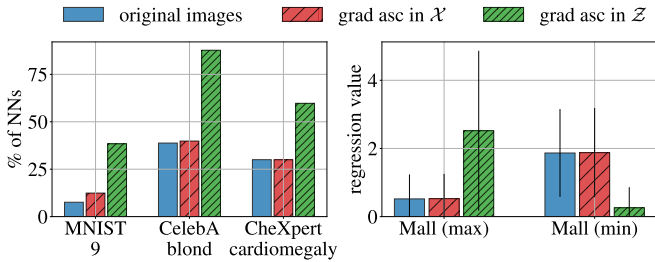 original images grad asc in 𝒳 grad asc in 𝒵
% of NNs
75
50
25
0
MNIST CelebA CheXpert
9 blond cardiomegaly
regression value
4
2
0
Mall (max) Mall (min)